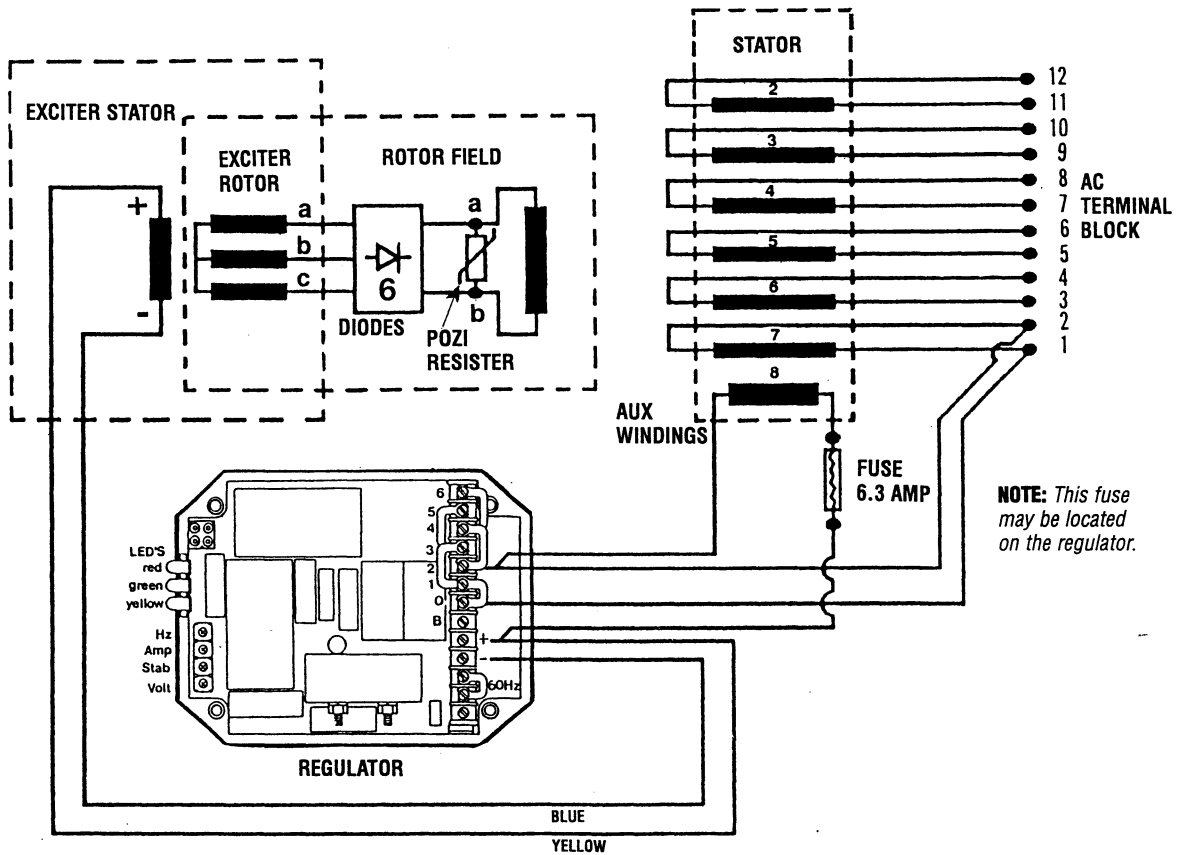 EXCITER STATOR
EXCITER
ROTOR
ROTOR FIELD
+
-
a
b
c
6
DIODES
a
b
POZI
RESISTER
STATOR
2
3
4
5
6
7
8
12
11
10
9
8
7
6
5
4
3
2
1
AC
TERMINAL
BLOCK
AUX
WINDINGS
FUSE
6.3 AMP
NOTE: This fuse
may be located
on the regulator.
LED'S
red
green
yellow
Hz
Amp
Stab
Volt
6
5
4
3
2
1
0
B
+
-
60Hz
REGULATOR
BLUE
YELLOW